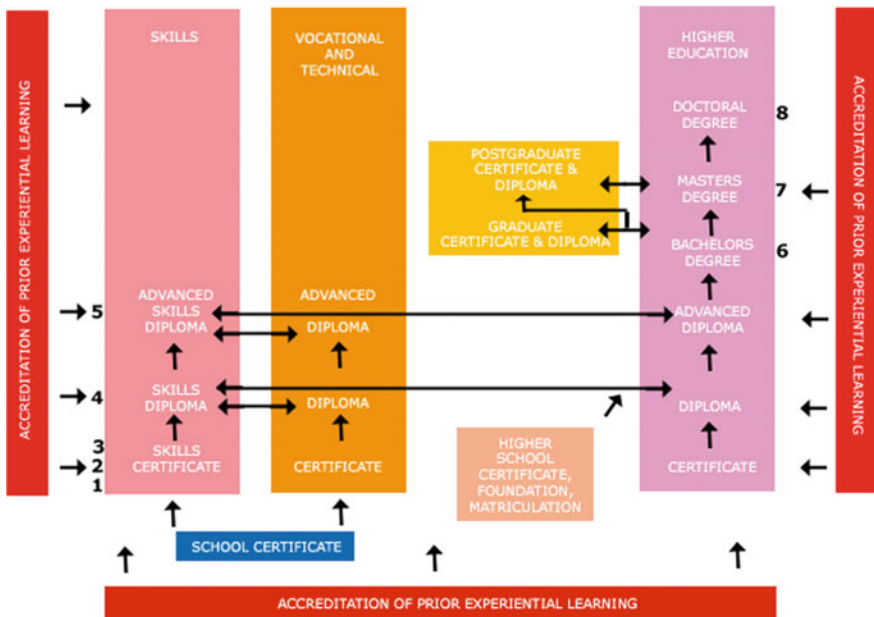 ACCREDITATION OF PRIOR EXPERIENTIAL LEARNING
SKILLS
VOCATIONAL
AND
TECHNICAL
HIGHER
EDUCATION
ACCREDITATION OF PRIOR EXPERIENTIAL LEARNING
DOCTORAL
DEGREE
8
POSTGRADUATE
CERTIFICATE &
DIPLOMA
MASTERS
DEGREE
7
GRADUATE
CERTIFICATE & DIPLOMA
BACHELORS
DEGREE
6
5
ADVANCED
SKILLS
DIPLOMA
ADVANCED
DIPLOMA
ADVANCED
DIPLOMA
4
SKILLS
DIPLOMA
DIPLOMA
DIPLOMA
3
2
1
SKILLS
CERTIFICATE
CERTIFICATE
HIGHER
SCHOOL
CERTIFICATE,
FOUNDATION,
MATRICULATION
CERTIFICATE
SCHOOL CERTIFICATE
ACCREDITATION OF PRIOR EXPERIENTIAL LEARNING